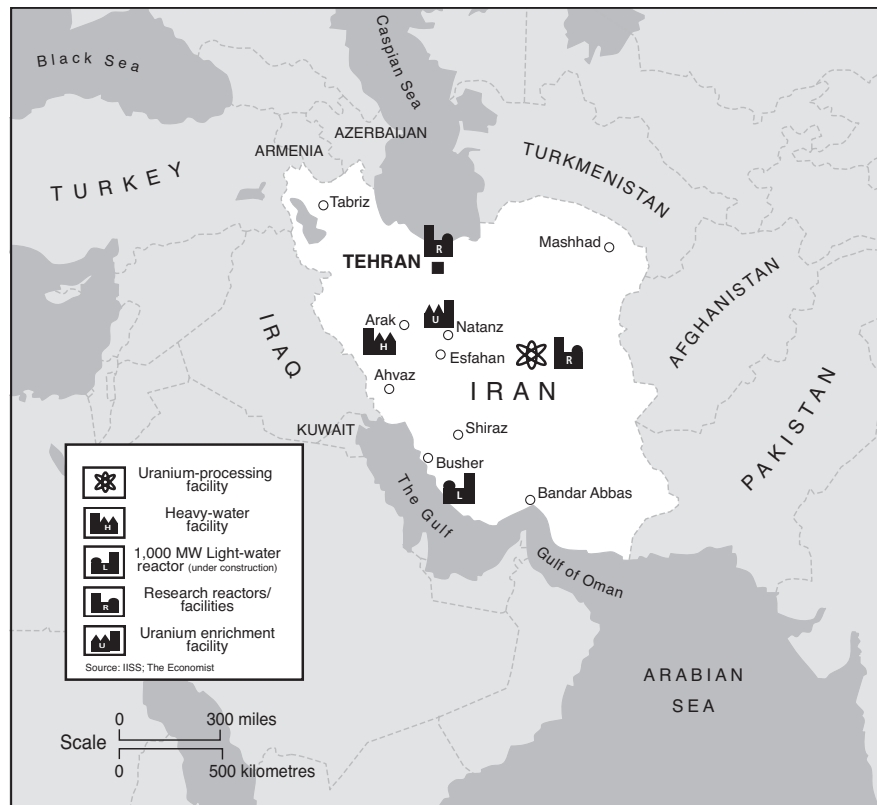 Black Sea
Caspian Sea
AZERBAIJAN
ARMENIA
TURKEY
TURKMENISTAN
Tabriz
Mashhad
R
TEHRAN
AFGHANISTAN
IRAQ
U
Arak
Natanz
H
Esfahan
R
Ahvaz
IRAN
PAKISTAN
KUWAIT
Shiraz
Busher
The Gulf
L
Bandar Abbas
Gulf of Oman
ARABIAN
SEA
Uranium-processing
facility
H
Heavy-water
facility
L
1,000 MW Light-water
reactor (under construction)
R
Research reactors/
facilities
U
Uranium enrichment
facility
Source: IISS; The Economist
0 300 miles
Scale
0 500 kilometres